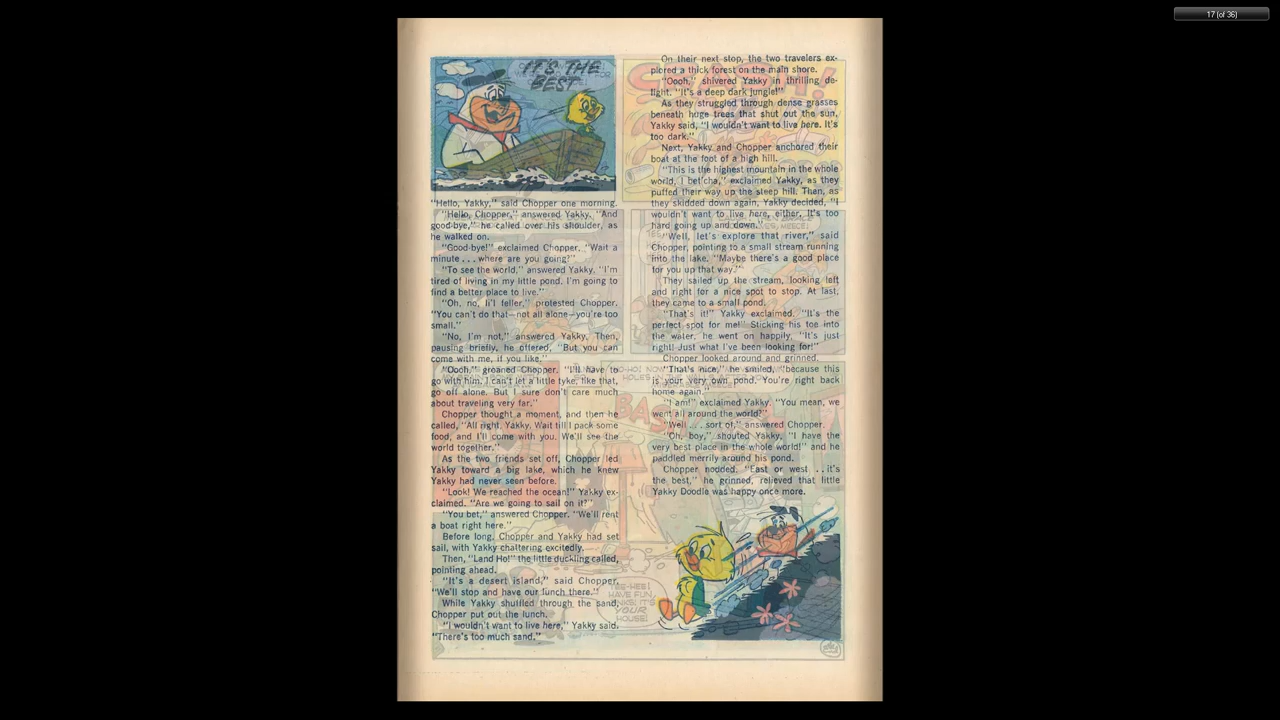 17 (of 36)
IT'S THE
BEST
"Hello, Yakky," said Chopper one morning.
"Hello, Chopper," answered Yakky. "And
good-bye," he called over his shoulder, as
he walked on.
"Good-bye!" exclaimed Chopper. "Wait a
minute . . . where are you going?"
"To see the world," answered Yakky. "I'm
tired of living in my little pond. I'm going to
find a better place to live."
"Oh, no, li'l feller," protested Chopper.
"You can't do that—not all alone—you're too
small."
"No, I'm not," answered Yakky. Then,
pausing briefly, he offered, "But you can
come with me, if you like."
"Oooh," groaned Chopper. "I'll have to
go with him. I can't let a little tyke, like that,
go off alone. But I sure don't care much
about traveling very far."
Chopper thought a moment, and then he
called, "All right, Yakky. Wait till I pack some
food, and I'll come with you. We'll see the
world together."
As the two friends set off, Chopper led
Yakky toward a big lake, which he knew
Yakky had never seen before.
"Look! We reached the ocean!" Yakky ex-
claimed. "Are we going to sail on it?"
"You bet," answered Chopper. "We'll rent
a boat right here."
Before long, Chopper and Yakky had set
sail, with Yakky chattering excitedly.
Then, "Land Ho!" the little duckling called,
pointing ahead.
"It's a desert island," said Chopper.
"We'll stop and have our lunch there."
While Yakky shuffled through the sand,
Chopper put out the lunch.
"I wouldn't want to live here," Yakky said.
"There's too much sand."
On their next stop, the two travelers ex-
plored a thick forest on the main shore.
"Oooh," shivered Yakky in thrilling de-
light. "It's a deep dark jungle!"
As they struggled through dense grasses
beneath huge trees that shut out the sun,
Yakky said, "I wouldn't want to live here. It's
too dark."
Next, Yakky and Chopper anchored their
boat at the foot of a high hill.
"This is the highest mountain in the whole
world, I bet'cha," exclaimed Yakky, as they
puffed their way up the steep hill. Then, as
they skidded down again, Yakky decided, "I
wouldn't want to live here, either. It's too
hard going up and down."
"Well, let's explore that river," said
Chopper, pointing to a small stream running
into the lake. "Maybe there's a good place
for you up that way."
They sailed up the stream, looking left
and right for a nice spot to stop. At last,
they came to a small pond.
"That's it!" Yakky exclaimed. "It's the
perfect spot for me!" Sticking his toe into
the water, he went on happily, "It's just
right! Just what I've been looking for!"
Chopper looked around and grinned.
"That's nice," he smiled, "because this
is your very own pond. You're right back
home again."
"I am!" exclaimed Yakky. "You mean, we
went all around the world?"
"Well . . . sort of," answered Chopper.
"Oh, boy," shouted Yakky, "I have the
very best place in the whole world!" and he
paddled merrily around his pond.
Chopper nodded. "East or west . . it's
the best," he grinned, relieved that little
Yakky Doodle was happy once more.